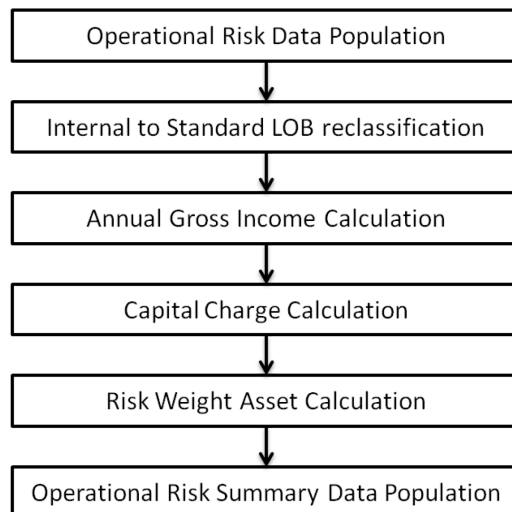 Operational Risk Data Population
Internal to Standard LOB reclassification
Annual Gross Income Calculation
Capital Charge Calculation
Risk Weight Asset Calculation
Operational Risk Summary Data Population